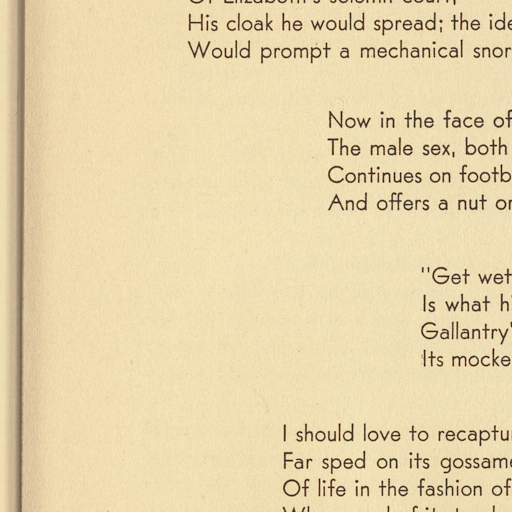 Of Elizabeth's solemn court,
His cloak he would spread; the ide
Would prompt a mechanical snor
Now in the face of
The male sex, both
Continues on footb
And offers a nut or
"Get wet
Is what h
Gallantry'
Its mocke
I should love to recaptu
Far sped on its gossame
Of life in the fashion of